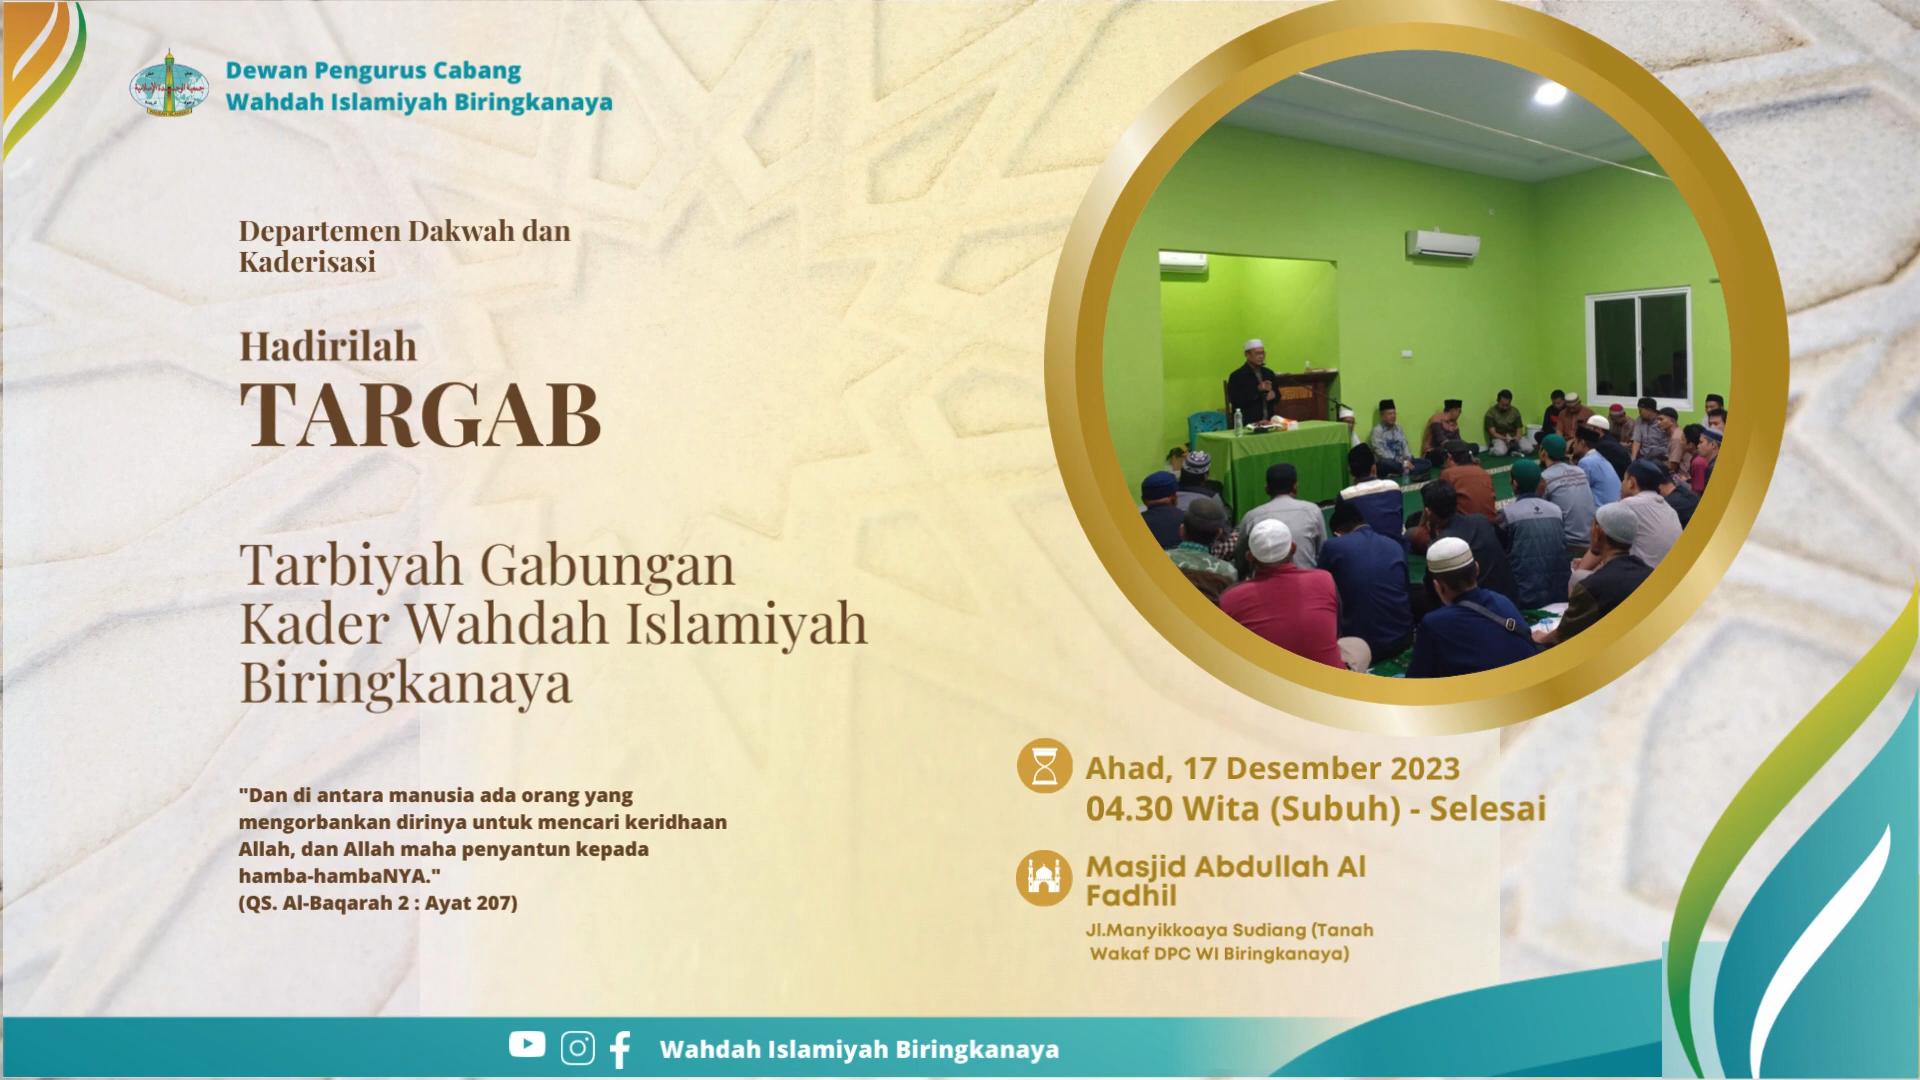 Dewan Pengurus Cabang
Wahdah Islamiyah Biringkanaya
Departemen Dakwah dan
Kaderisasi
Hadirilah
TARGAB
Tarbiyah Gabungan
Kader Wahdah Islamiyah
Biringkanaya
"Dan di antara manusia ada orang yang
mengorbankan dirinya untuk mencari keridhaan
Allah, dan Allah maha penyantun kepada
hamba-hambaNYA."
(QS. Al-Baqarah 2 : Ayat 207)
Ahad, 17 Desember 2023
04.30 Wita (Subuh) - Selesai
Masjid Abdullah Al
Fadhil
Jl.Manyikkoaya Sudiang (Tanah
Wakaf DPC WI Biringkanaya)
Wahdah Islamiyah Biringkanaya